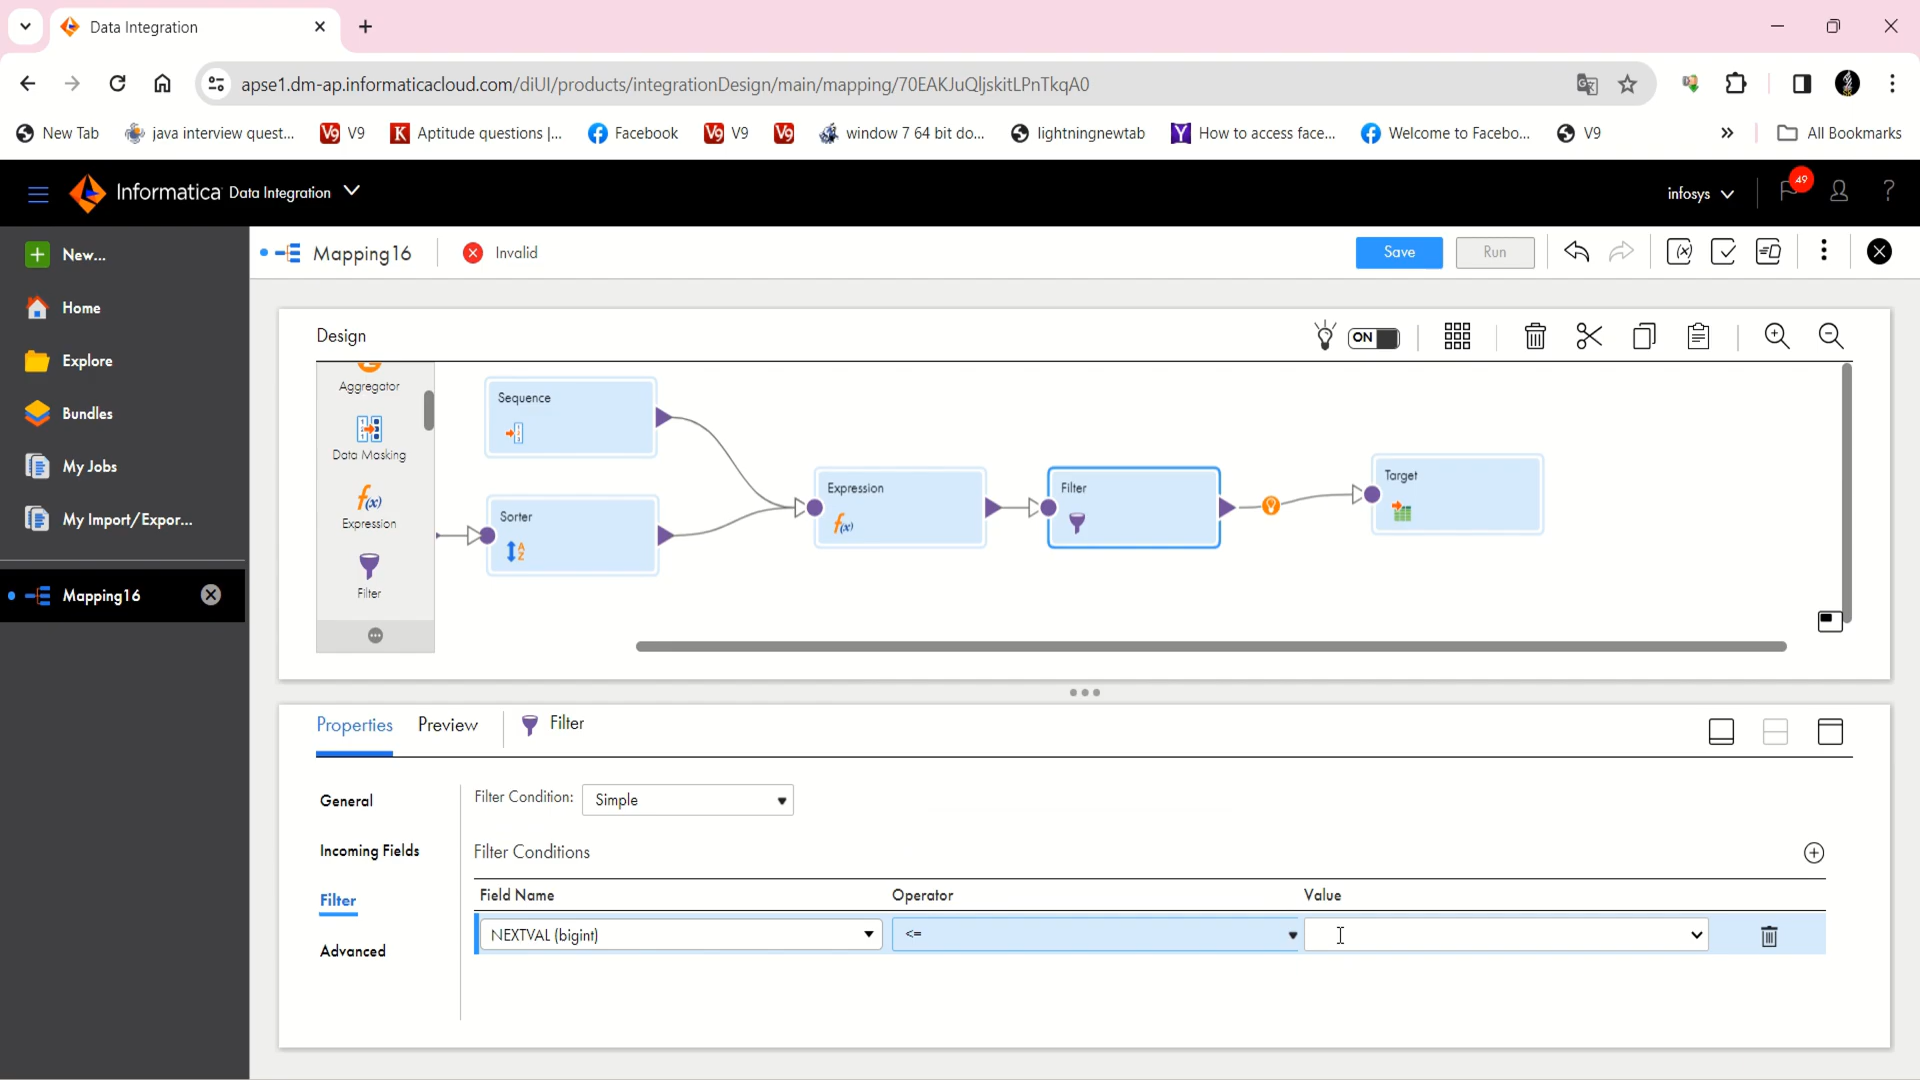 Data Integration
apse1.dm-ap.informaticacloud.com/diUI/products/integrationDesign/main/mapping/70EAKJuQljskitLPnTkqA0
New Tab java interview quest... V9 Aptitude questions |... Facebook V9 window 7 64 bit do... lightningnewtab How to access face... Welcome to Facebo... V9 » All Bookmarks
Informatica Data Integration infosys 49 ?
New... Mapping16 Invalid Save Run
Home
Explore
Bundles
My Jobs
My Import/Expor...
Mapping16
Design ON
Aggregator
Data Masking
Expression
Filter
Sequence
Sorter
Expression
Filter
Target
Properties Preview Filter
General
Incoming Fields
Filter
Advanced
Filter Condition: Simple
Filter Conditions
Field Name Operator Value
NEXTVAL (bigint) <=